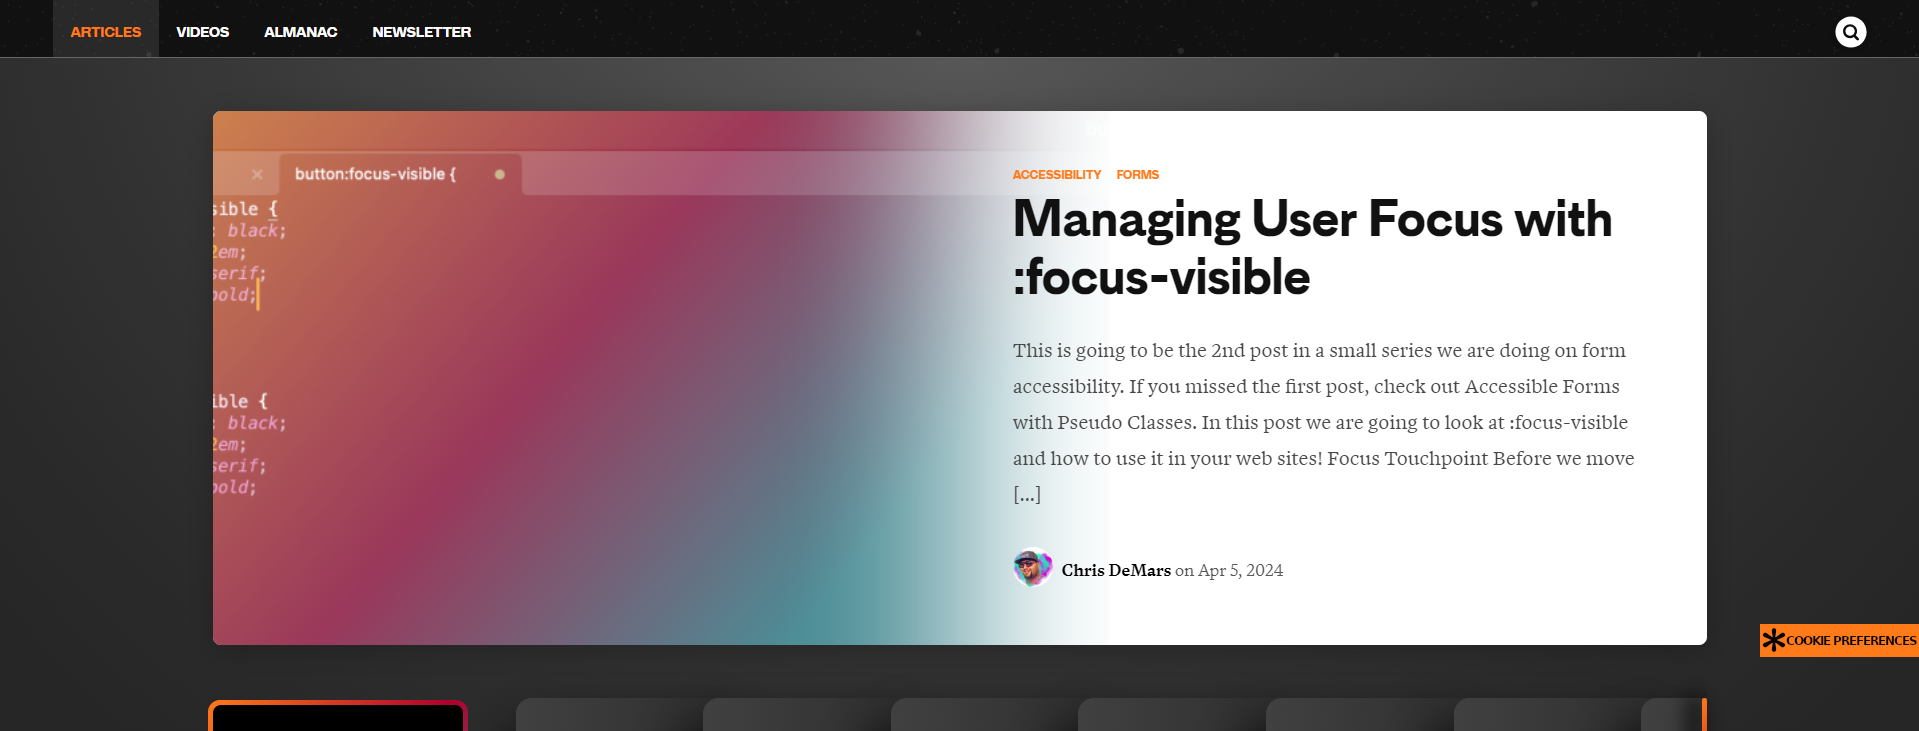 ARTICLES VIDEOS ALMANAC NEWSLETTER
button:focus-visible {
sible {
: black;
2em;
serif;
bold;
ible {
: black;
2em;
serif;
bold;
ACCESSIBILITY FORMS
Managing User Focus with
:focus-visible
This is going to be the 2nd post in a small series we are doing on form
accessibility. If you missed the first post, check out Accessible Forms
with Pseudo Classes. In this post we are going to look at :focus-visible
and how to use it in your web sites! Focus Touchpoint Before we move
[...]
Chris DeMars on Apr 5, 2024
COOKIE PREFERENCES